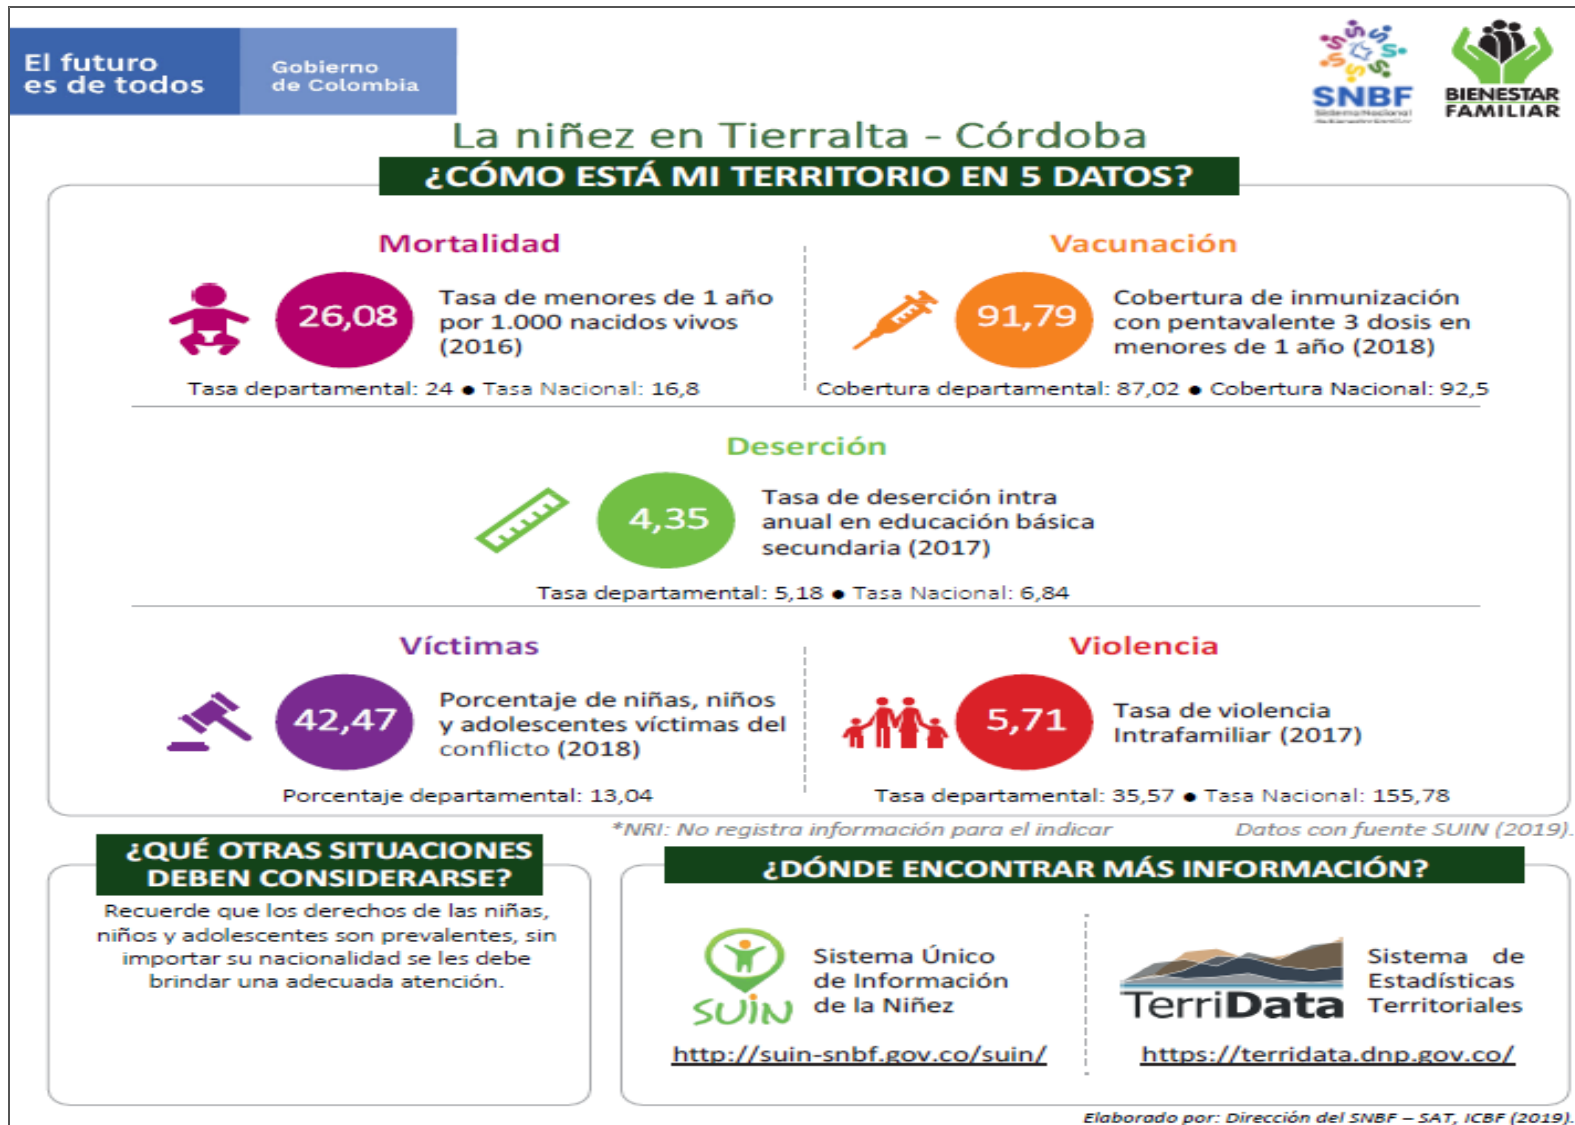 El futuro
es de todos
Gobierno
de Colombia
SNBF
Sistema Nacional
de Bienestar Familiar
BIENESTAR
FAMILIAR
La niñez en Tierralta - Córdoba
¿CÓMO ESTÁ MI TERRITORIO EN 5 DATOS?
Mortalidad
26,08
Tasa de menores de 1 año
por 1.000 nacidos vivos
(2016)
Tasa departamental: 24 ● Tasa Nacional: 16,8
Vacunación
91,79
Cobertura de inmunización
con pentavalente 3 dosis en
menores de 1 año (2018)
Cobertura departamental: 87,02 ● Cobertura Nacional: 92,5
Deserción
4,35
Tasa de deserción intra
anual en educación básica
secundaria (2017)
Tasa departamental: 5,18 ● Tasa Nacional: 6,84
Víctimas
42,47
Porcentaje de niñas, niños
y adolescentes víctimas del
conflicto (2018)
Porcentaje departamental: 13,04
Violencia
5,71
Tasa de violencia
Intrafamiliar (2017)
Tasa departamental: 35,57 ● Tasa Nacional: 155,78
*NRI: No registra información para el indicar
Datos con fuente SUIN (2019).
¿QUÉ OTRAS SITUACIONES
DEBEN CONSIDERARSE?
Recuerde que los derechos de las niñas,
niños y adolescentes son prevalentes, sin
importar su nacionalidad se les debe
brindar una adecuada atención.
¿DÓNDE ENCONTRAR MÁS INFORMACIÓN?
SUIN
Sistema Único
de Información
de la Niñez
http://suin-snbf.gov.co/suin/
TerriData
Sistema de
Estadísticas
Territoriales
https://terridata.dnp.gov.co/
Elaborado por: Dirección del SNBF – SAT, ICBF (2019).